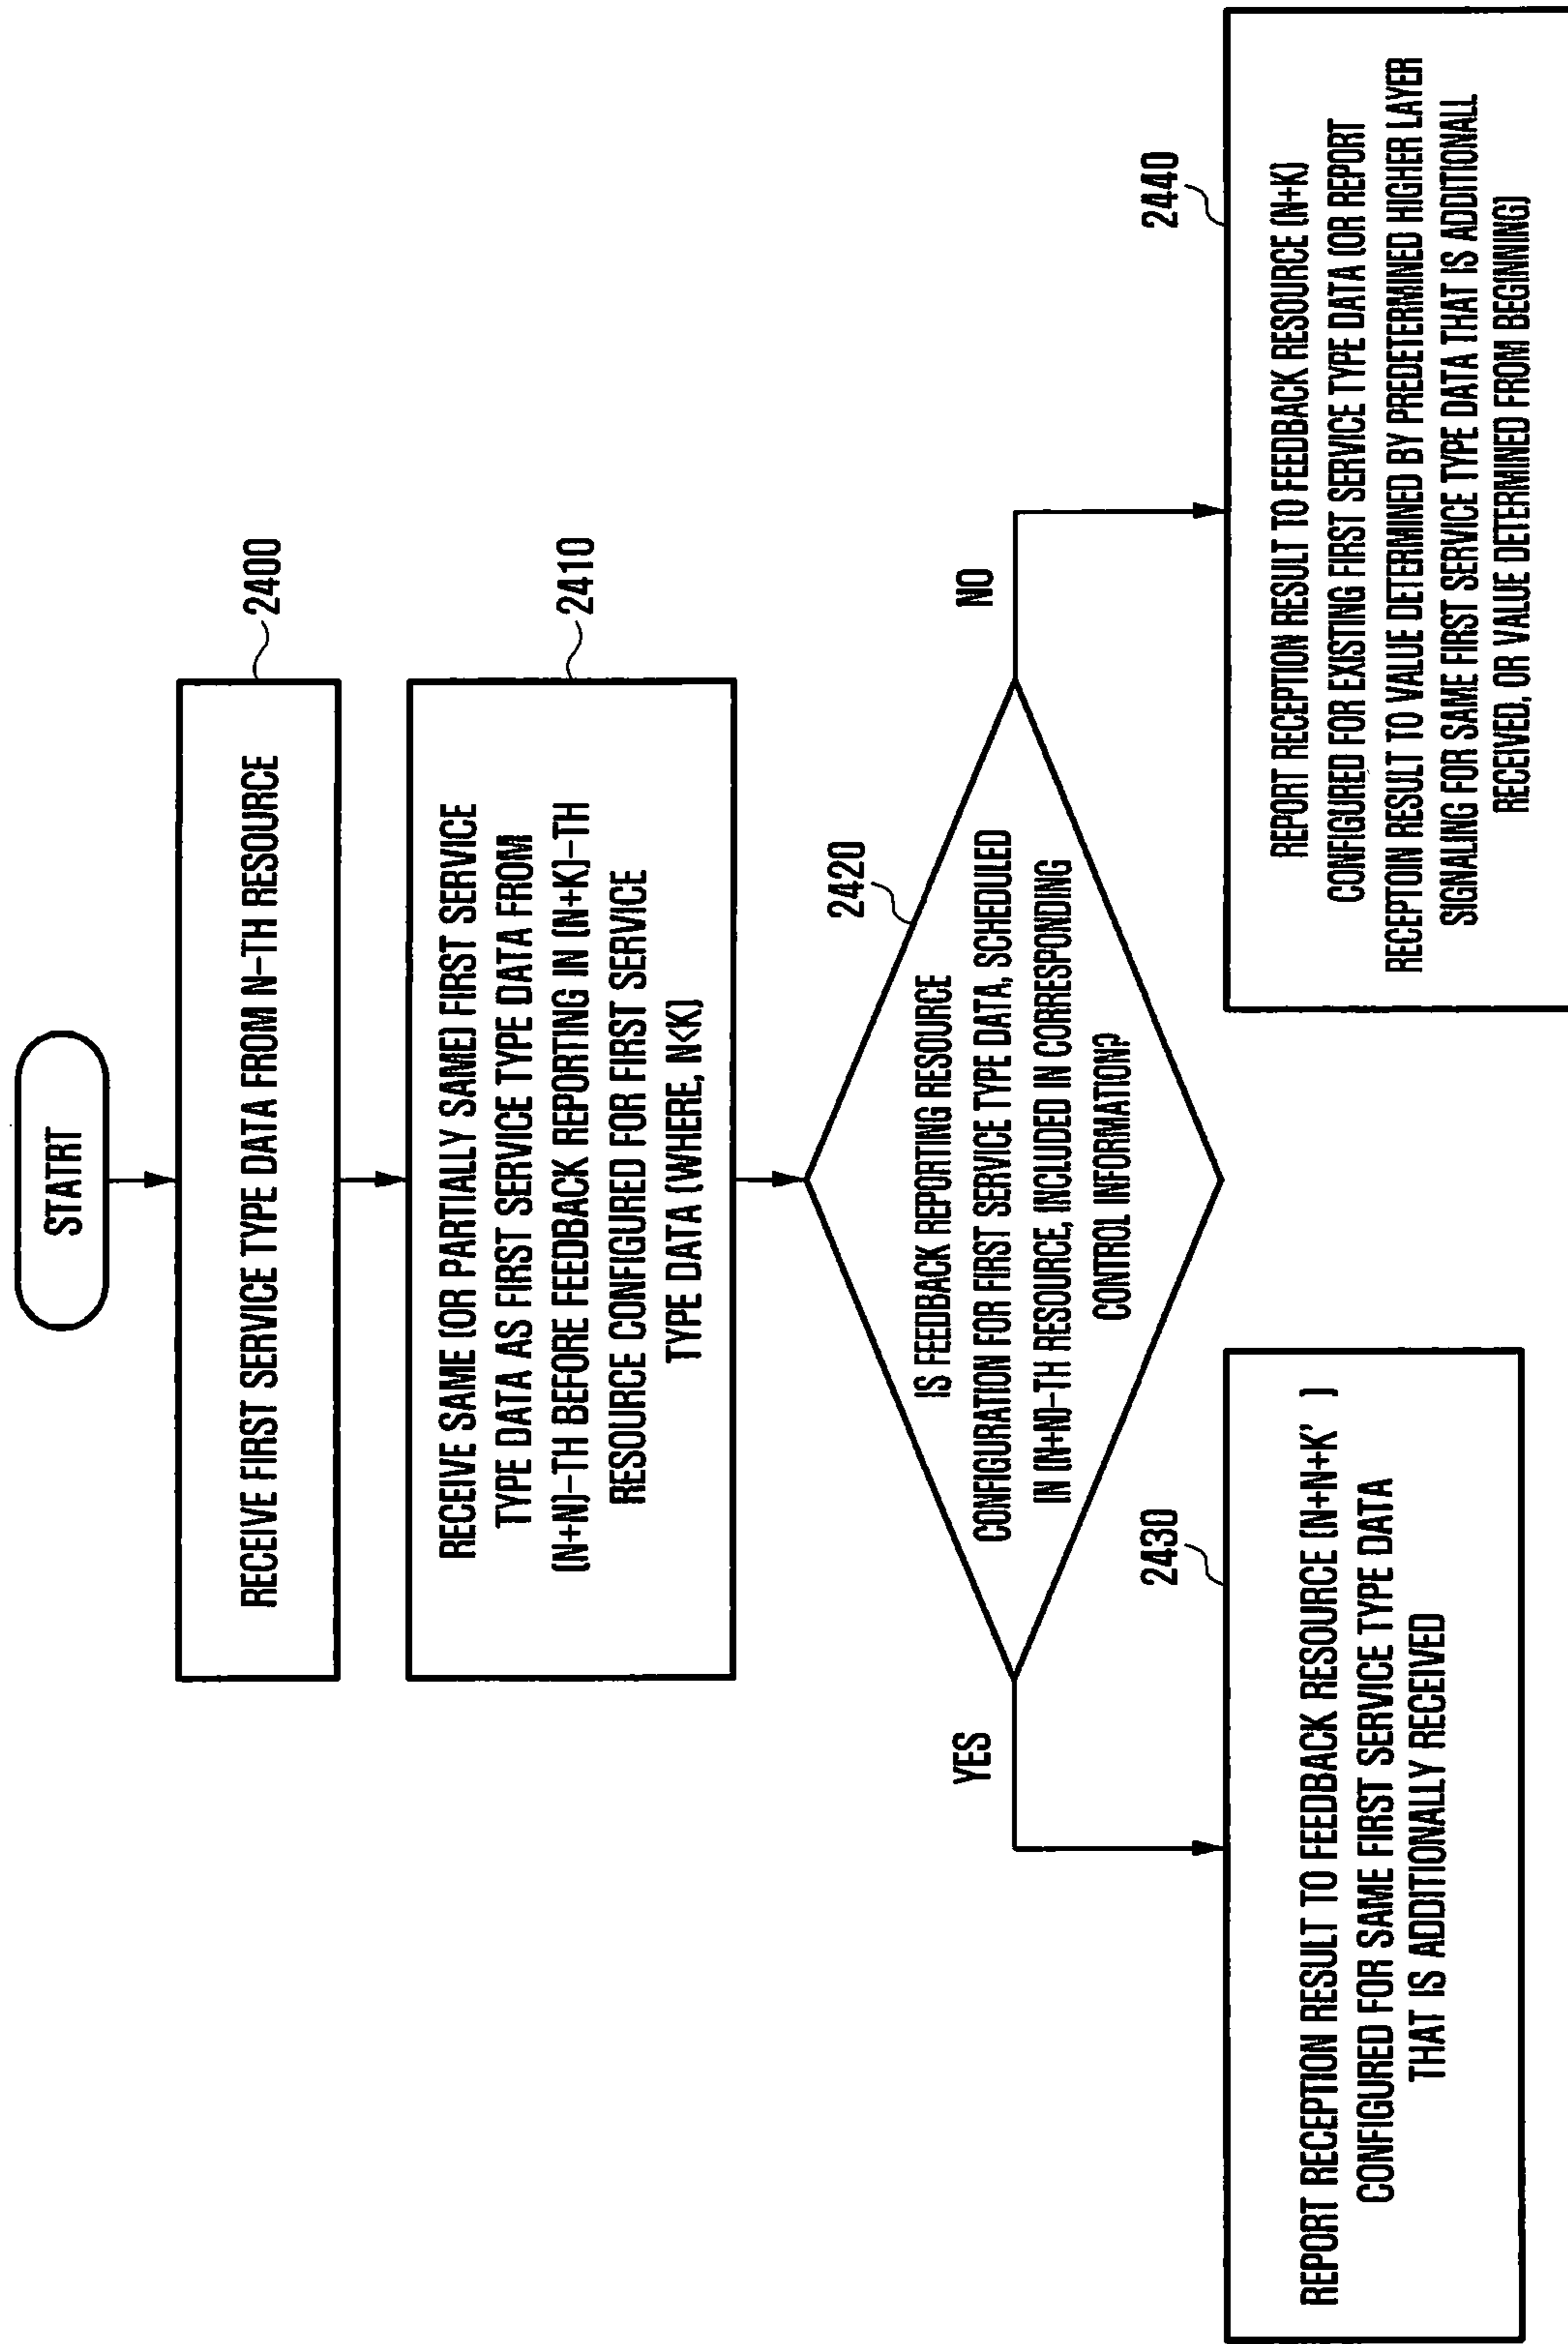 STATRT
RECEIVE FIRST SERVICE TYPE DATA FROM N-TH RESOURCE
2400
RECEIVE SAME (OR PARTIALLY SAME) FIRST SERVICE
TYPE DATA AS FIRST SERVICE TYPE DATA FROM
(N+N)-TH BEFORE FEEDBACK REPORTING IN (N+K)-TH
RESOURCE CONFIGURED FOR FIRST SERVICE
TYPE DATA (WHERE, N<K)
2410
IS FEEDBACK REPORTING RESOURCE
CONFIGURATION FOR FIRST SERVICE TYPE DATA, SCHEDULED
IN (N+N)-TH RESOURCE, INCLUDED IN CORRESPONDING
CONTROL INFORMATION?
2420
YES
NO
REPORT RECEPTION RESULT TO FEEDBACK RESOURCE (N+N+K' )
CONFIGURED FOR SAME FIRST SERVICE TYPE DATA
THAT IS ADDITIONALLY RECEIVED
2430
REPORT RECEPTION RESULT TO FEEDBACK RESOURCE (N+K)
CONFIGURED FOR EXISTING FIRST SERVICE TYPE DATA (OR REPORT
RECEPTOIN RESULT TO VALUE DETERMINED BY PREDETERMINED HIGHER LAYER
SIGNALING FOR SAME FIRST SERVICE TYPE DATA THAT IS ADDITIONALL
RECEIVED, OR VALUE DETERMINED FROM BEGINNING)
2440